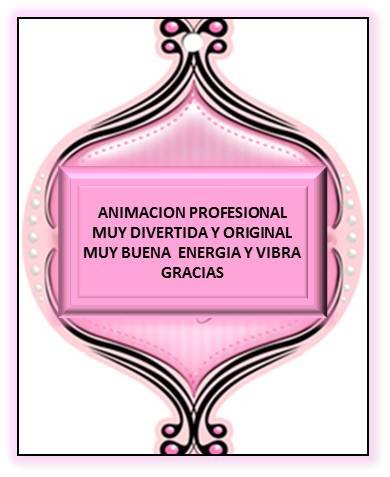 ANIMACION PROFESIONAL
MUY DIVERTIDA Y ORIGINAL
MUY BUENA ENERGIA Y VIBRA
GRACIAS